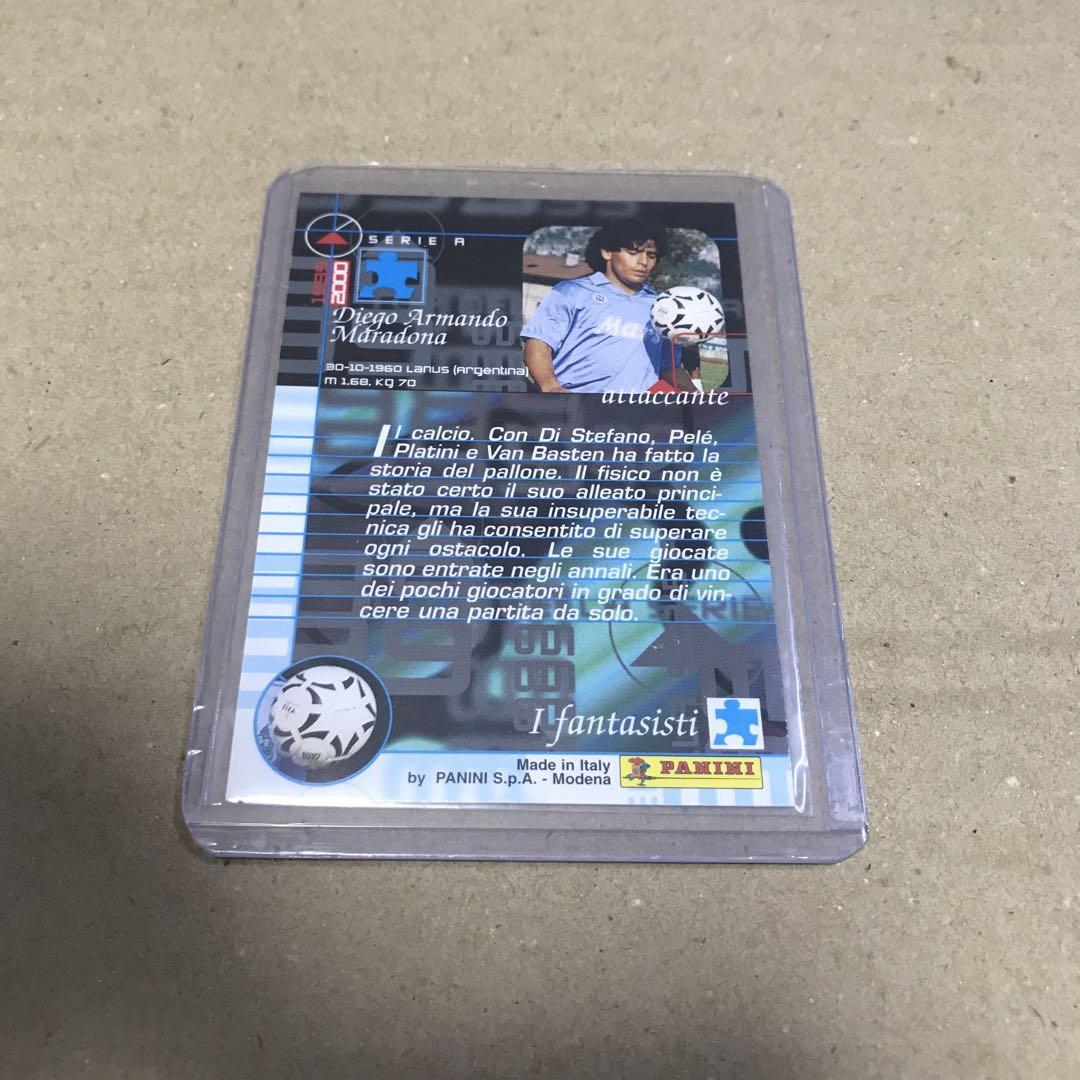 SERIE A
1986
2000
Diego Armando
Maradona
30-10-1960 Lanus (Argentina)
m 1,68, kg 70
attaccante
Il calcio. Con Di Stefano, Pelé,
Platini e Van Basten ha fatto la
storia del pallone. Il fisico non è
stato certo il suo alleato princi-
pale, ma la sua insuperabile tec-
nica gli ha consentito di superare
ogni ostacolo. Le sue giocate
sono entrate negli annali. Era uno
dei pochi giocatori in grado di vin-
cere una partita da solo.
I fantasisti
Made in Italy
by PANINI S.p.A. - Modena
PANINI